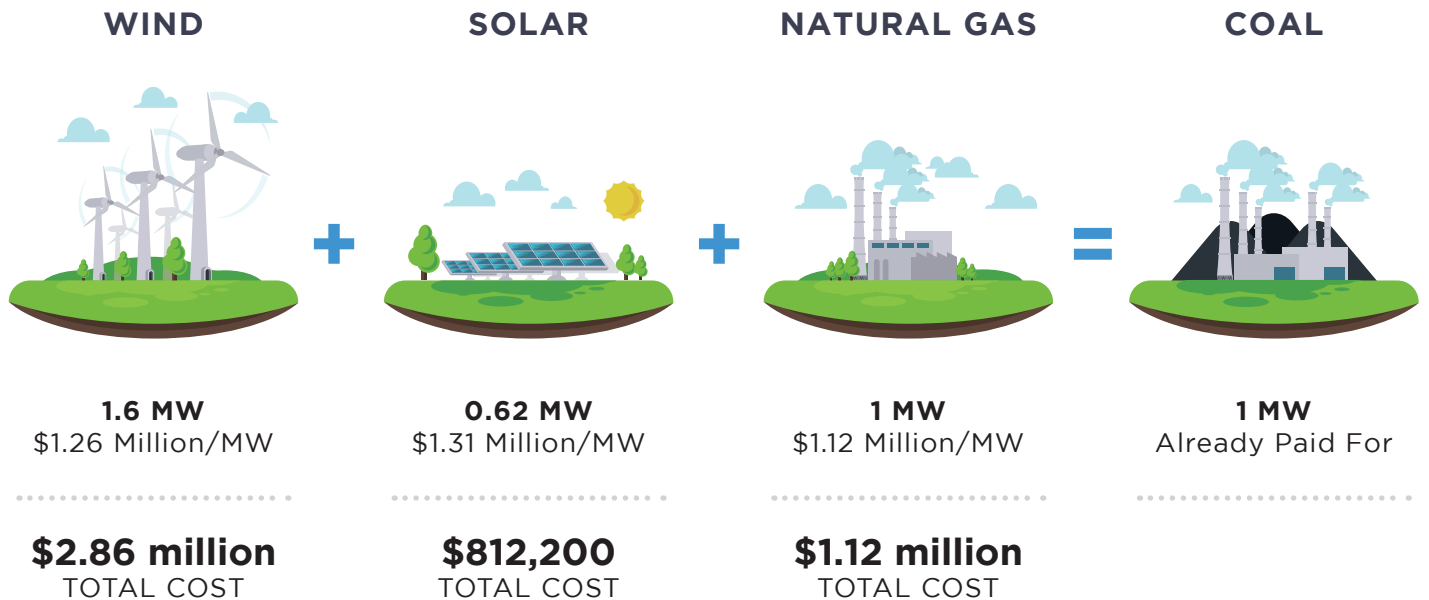 WIND
SOLAR
NATURAL GAS
COAL
1.6 MW
$1.26 Million/MW
0.62 MW
$1.31 Million/MW
1 MW
$1.12 Million/MW
1 MW
Already Paid For
$2.86 million
TOTAL COST
$812,200
TOTAL COST
$1.12 million
TOTAL COST